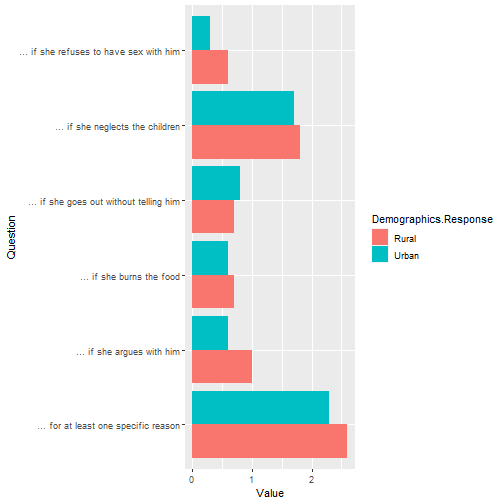 ... if she refuses to have sex with him
... if she neglects the children
... if she goes out without telling him
... if she burns the food
... if she argues with him
... for at least one specific reason
Question
0 1 2
Value
Demographics.Response
Rural
Urban